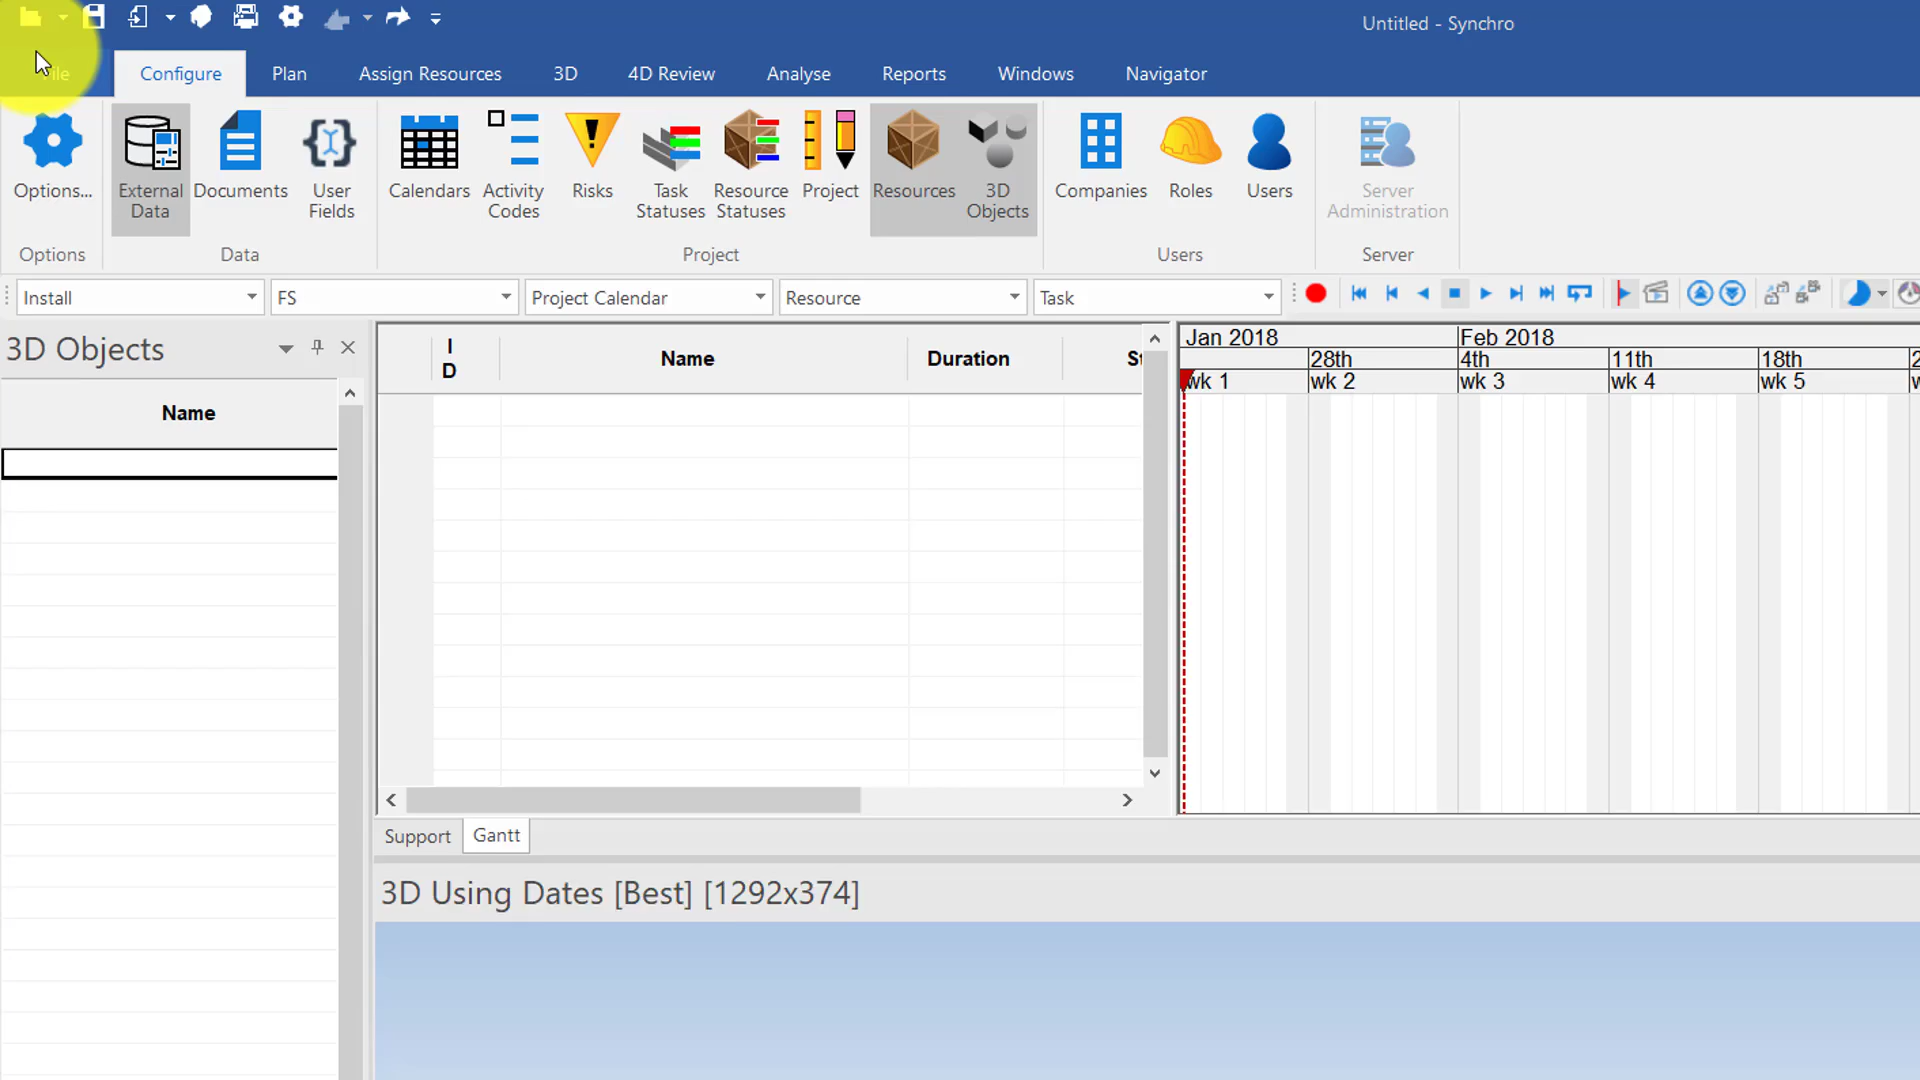 Untitled - Synchro
File Configure Plan Assign Resources 3D 4D Review Analyse Reports Windows Navigator
Options... External Data Documents User Fields Calendars Activity Codes Risks Task Statuses Resource Statuses Project Resources 3D Objects Companies Roles Users Server Administration
Options Data Project Users Server
Install FS Project Calendar Resource Task
3D Objects
Name
ID Name Duration St
Jan 2018 Feb 2018
28th 4th 11th 18th 2
wk 1 wk 2 wk 3 wk 4 wk 5 w
Support Gantt
3D Using Dates [Best] [1292x374]